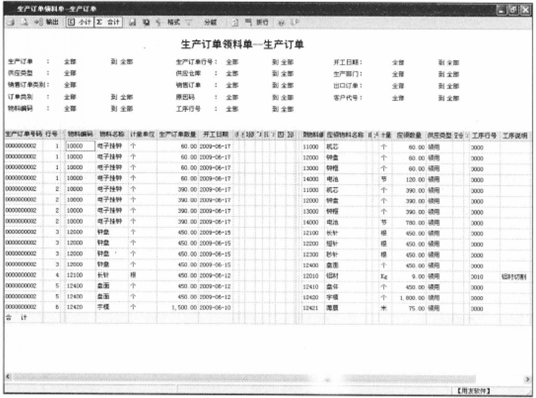 生产订单领料单--生产订单
输出 小计 Σ 合计 格式 分组 折行
生产订单领料单--生产订单
生产订单 ： 全部 到 全部 生产订单行号： 全部 到 全部 开工日期： 全部 到 全部
供应类型 ： 全部 供应仓库 ： 全部 到 全部 生产部门： 全部 到 全部
销售订单类别： 全部 销售订单 ： 全部 到 全部 出口订单 ： 全部 到 全部
订单类别 ： 全部 到 全部 原因码 ： 全部 到 全部 客户代号 ： 全部 到 全部
物料编码 ： 全部 到 全部 工序行号 ： 全部 到 全部
生产订单号码 行号 物料编码 物料名称 计量单位 生产订单数量 开工日期 应领物料名称 应领数量 供应类型 工序行号 工序说明
0000000002 1 10000 电子挂钟 个 60.00 2009-06-17 11000 机芯 个 60.00 领用 0000
0000000002 1 10000 电子挂钟 个 60.00 2009-06-17 12000 钟盘 个 60.00 领用 0000
0000000002 1 10000 电子挂钟 个 60.00 2009-06-17 13000 钟框 个 60.00 领用 0000
0000000002 1 10000 电子挂钟 个 60.00 2009-06-17 14000 电池 节 120.00 领用 0000
0000000002 2 10000 电子挂钟 个 390.00 2009-06-17 11000 机芯 个 390.00 领用 0000
0000000002 2 10000 电子挂钟 个 390.00 2009-06-17 12000 钟盘 个 390.00 领用 0000
0000000002 2 10000 电子挂钟 个 390.00 2009-06-17 13000 钟框 个 390.00 领用 0000
0000000002 2 10000 电子挂钟 个 390.00 2009-06-17 14000 电池 节 780.00 领用 0000
0000000002 3 12000 钟盘 个 450.00 2009-06-15 12100 长针 根 450.00 领用 0000
0000000002 3 12000 钟盘 个 450.00 2009-06-15 12200 短针 根 450.00 领用 0000
0000000002 3 12000 钟盘 个 450.00 2009-06-15 12300 秒针 根 450.00 领用 0000
0000000002 3 12000 钟盘 个 450.00 2009-06-15 12400 盘面 个 450.00 领用 0000
0000000002 4 12100 长针 根 450.00 2009-06-12 12010 铝材 Kg 9.00 领用 0010 铝材切割
0000000002 5 12400 盘面 个 450.00 2009-06-12 12410 盘体 个 450.00 领用 0000
0000000002 5 12400 盘面 个 450.00 2009-06-12 12420 字模 个 1,800.00 领用 0000
0000000002 6 12420 字模 个 1,500.00 2009-06-10 12421 薄膜 米 75.00 领用 0000
合 计
【用友软件】